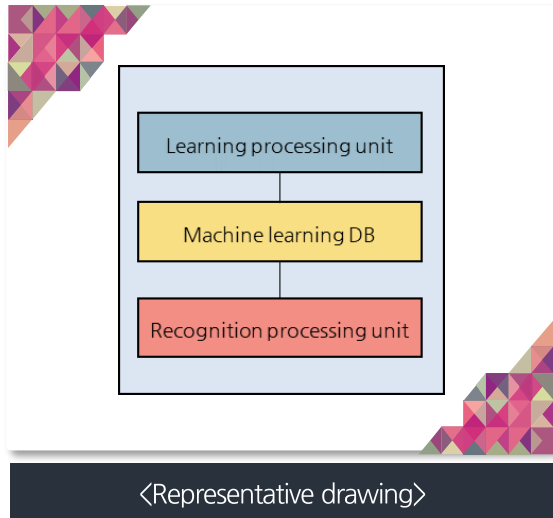 Learning processing unit
Machine learning DB
Recognition processing unit
<Representative drawing>